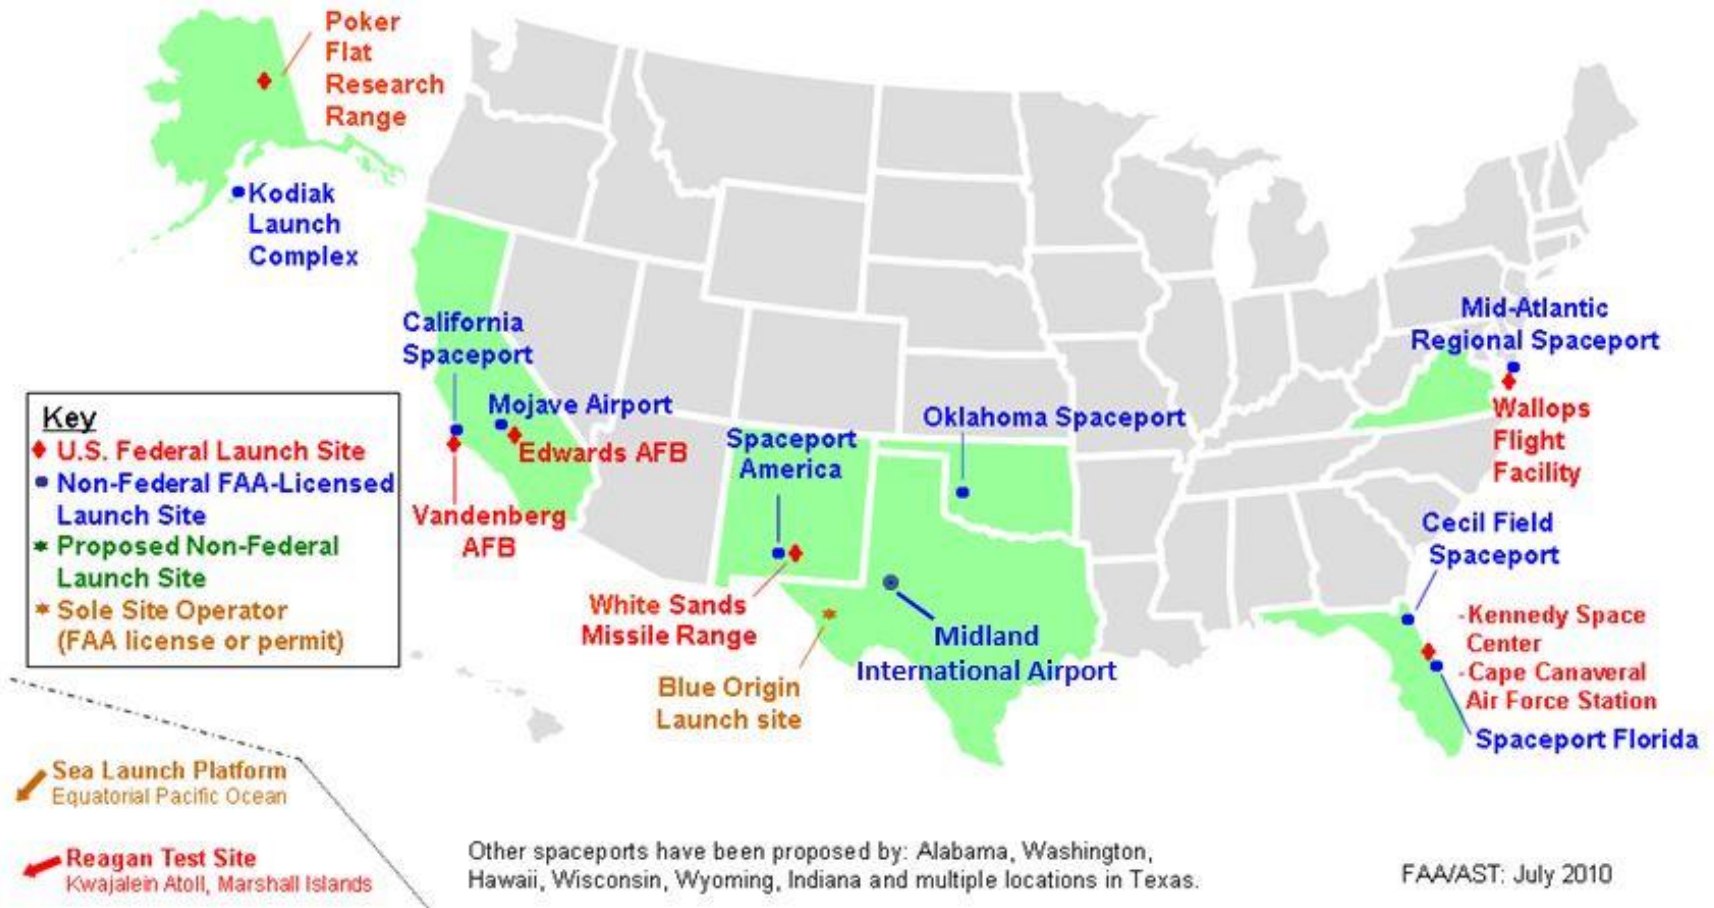 Poker
Flat
Research
Range
Kodiak
Launch
Complex
California
Spaceport
Mojave Airport
Edwards AFB
Vandenberg
AFB
Spaceport
America
White Sands
Missile Range
Oklahoma Spaceport
Midland
International Airport
Blue Origin
Launch site
Mid-Atlantic
Regional Spaceport
Wallops
Flight
Facility
Cecil Field
Spaceport
-Kennedy Space
Center
-Cape Canaveral
Air Force Station
Spaceport Florida
Key
U.S. Federal Launch Site
Non-Federal FAA-Licensed
Launch Site
Proposed Non-Federal
Launch Site
Sole Site Operator
(FAA license or permit)
Sea Launch Platform
Equatorial Pacific Ocean
Reagan Test Site
Kwajalein Atoll, Marshall Islands
Other spaceports have been proposed by: Alabama, Washington,
Hawaii, Wisconsin, Wyoming, Indiana and multiple locations in Texas.
FAA/AST: July 2010